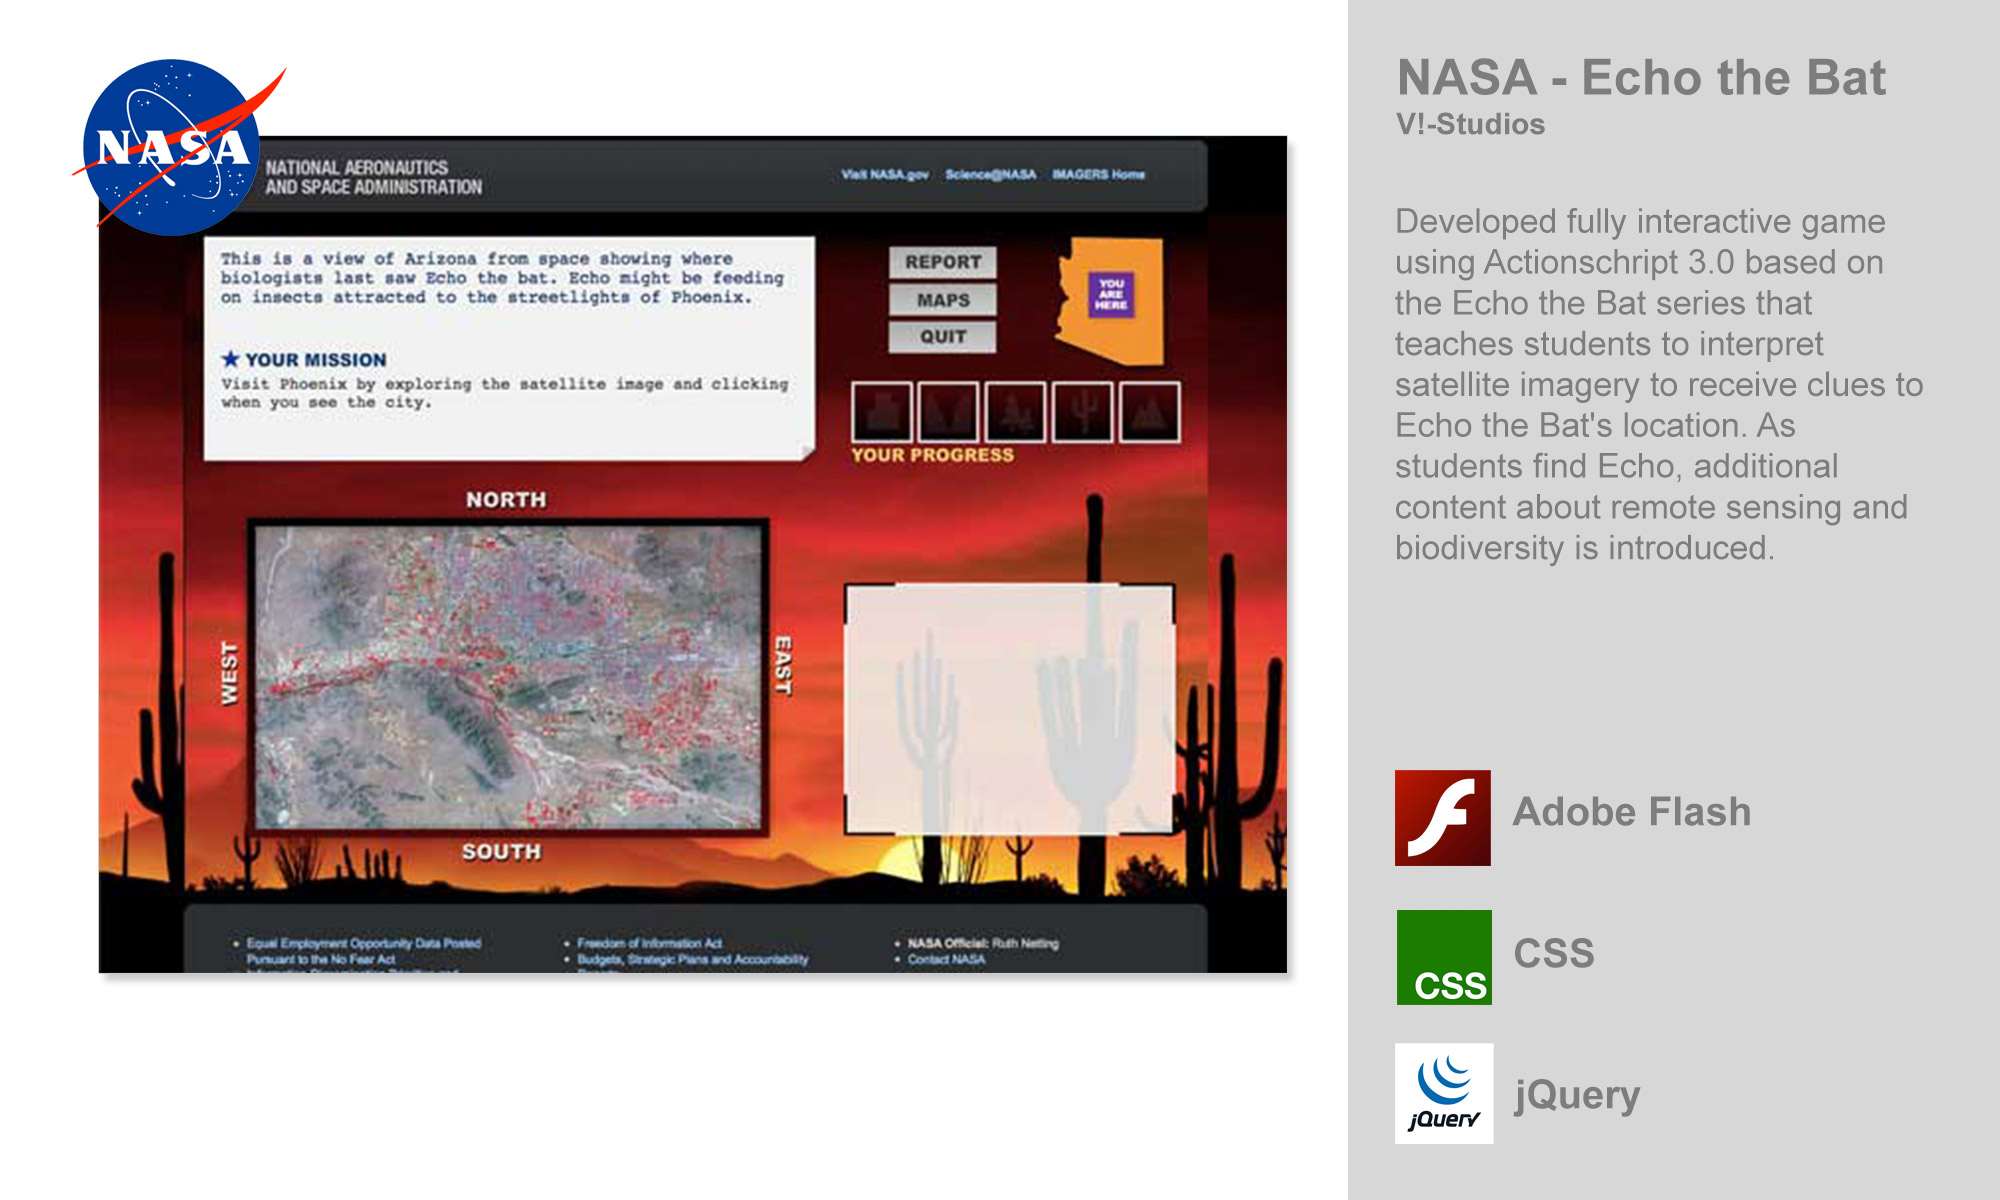 NASA
NATIONAL AERONAUTICS
AND SPACE ADMINISTRATION
Visit NASA.gov Science@NASA IMAGERS Home
This is a view of Arizona from space showing where
biologists last saw Echo the bat. Echo might be feeding
on insects attracted to the streetlights of Phoenix.
YOUR MISSION
Visit Phoenix by exploring the satellite image and clicking
when you see the city.
REPORT
MAPS
QUIT
YOU
ARE
HERE
YOUR PROGRESS
NORTH
WEST
EAST
SOUTH
• Equal Employment Opportunity Data Posted
Pursuant to the No Fear Act
• Freedom of Information Act
• Budgets, Strategic Plans and Accountability
• NASA Official: Ruth Netting
• Contact NASA
NASA - Echo the Bat
V!-Studios
Developed fully interactive game
using Actionschript 3.0 based on
the Echo the Bat series that
teaches students to interpret
satellite imagery to receive clues to
Echo the Bat's location. As
students find Echo, additional
content about remote sensing and
biodiversity is introduced.
Adobe Flash
CSS
CSS
jQuery
jQuery